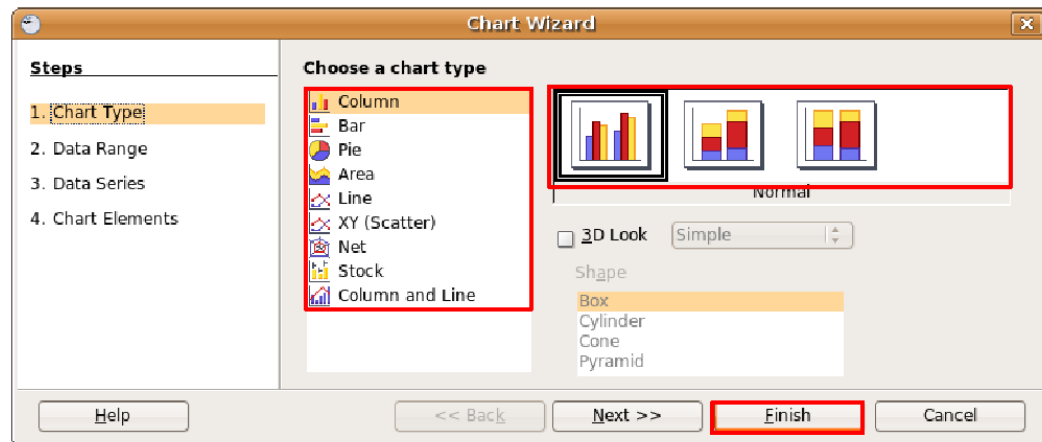 Chart Wizard
Steps
1. Chart Type
2. Data Range
3. Data Series
4. Chart Elements
Choose a chart type
Column
Bar
Pie
Area
Line
XY (Scatter)
Net
Stock
Column and Line
Normal
3D Look
Simple
Shape
Box
Cylinder
Cone
Pyramid
Help
<< Back
Next >>
Finish
Cancel